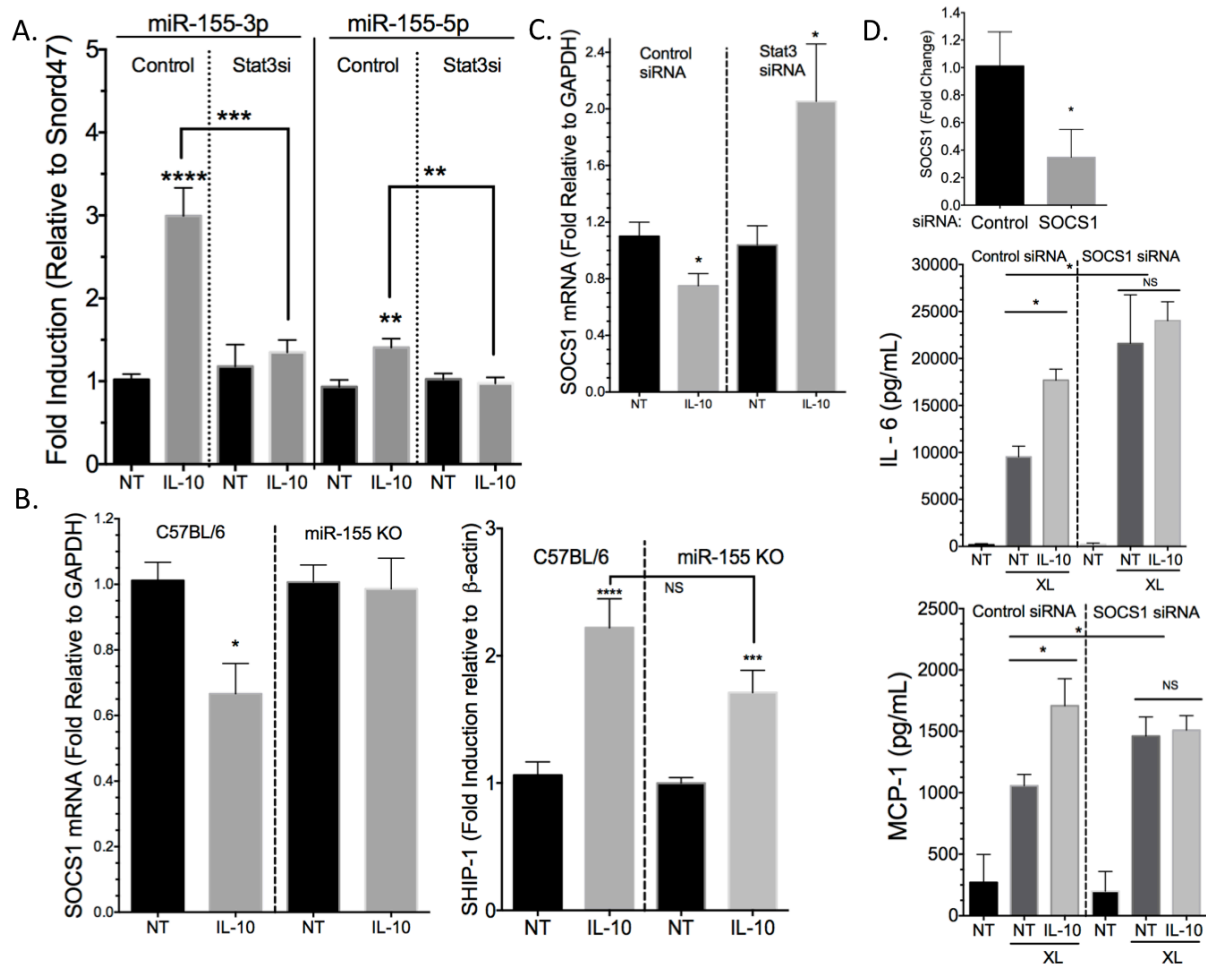 A.
miR-155-3p
miR-155-5p
Fold Induction (Relative to Snord47)
5
4
3
2
1
0
Control
Stat3si
Control
Stat3si
***
****
**
**
NT
IL-10
NT
IL-10
NT
IL-10
NT
IL-10
B.
SOCS1 mRNA (Fold Relative to GAPDH)
1.2
1.0
0.8
0.6
0.4
0.2
0.0
C57BL/6
miR-155 KO
*
NT
IL-10
NT
IL-10
SHIP-1 (Fold Induction relative to β-actin)
3
2
1
0
C57BL/6
miR-155 KO
NS
****
***
NT
IL-10
NT
IL-10
C.
SOCS1 mRNA (Fold Relative to GAPDH)
2.4
2.0
1.6
1.2
0.8
0.4
0.0
Control
siRNA
Stat3
siRNA
*
*
NT
IL-10
NT
IL-10
D.
SOCS1 (Fold Change)
1.4
1.2
1.0
0.8
0.6
0.4
0.2
0.0
*
siRNA: Control SOCS1
IL - 6 (pg/mL)
30000
25000
20000
15000
10000
5000
0
Control siRNA
SOCS1 siRNA
*
NS
*
NT
NT
IL-10
NT
NT
IL-10
XL
XL
MCP-1 (pg/mL)
2500
2000
1500
1000
500
0
Control siRNA
SOCS1 siRNA
*
*
NS
NT
NT
IL-10
NT
NT
IL-10
XL
XL